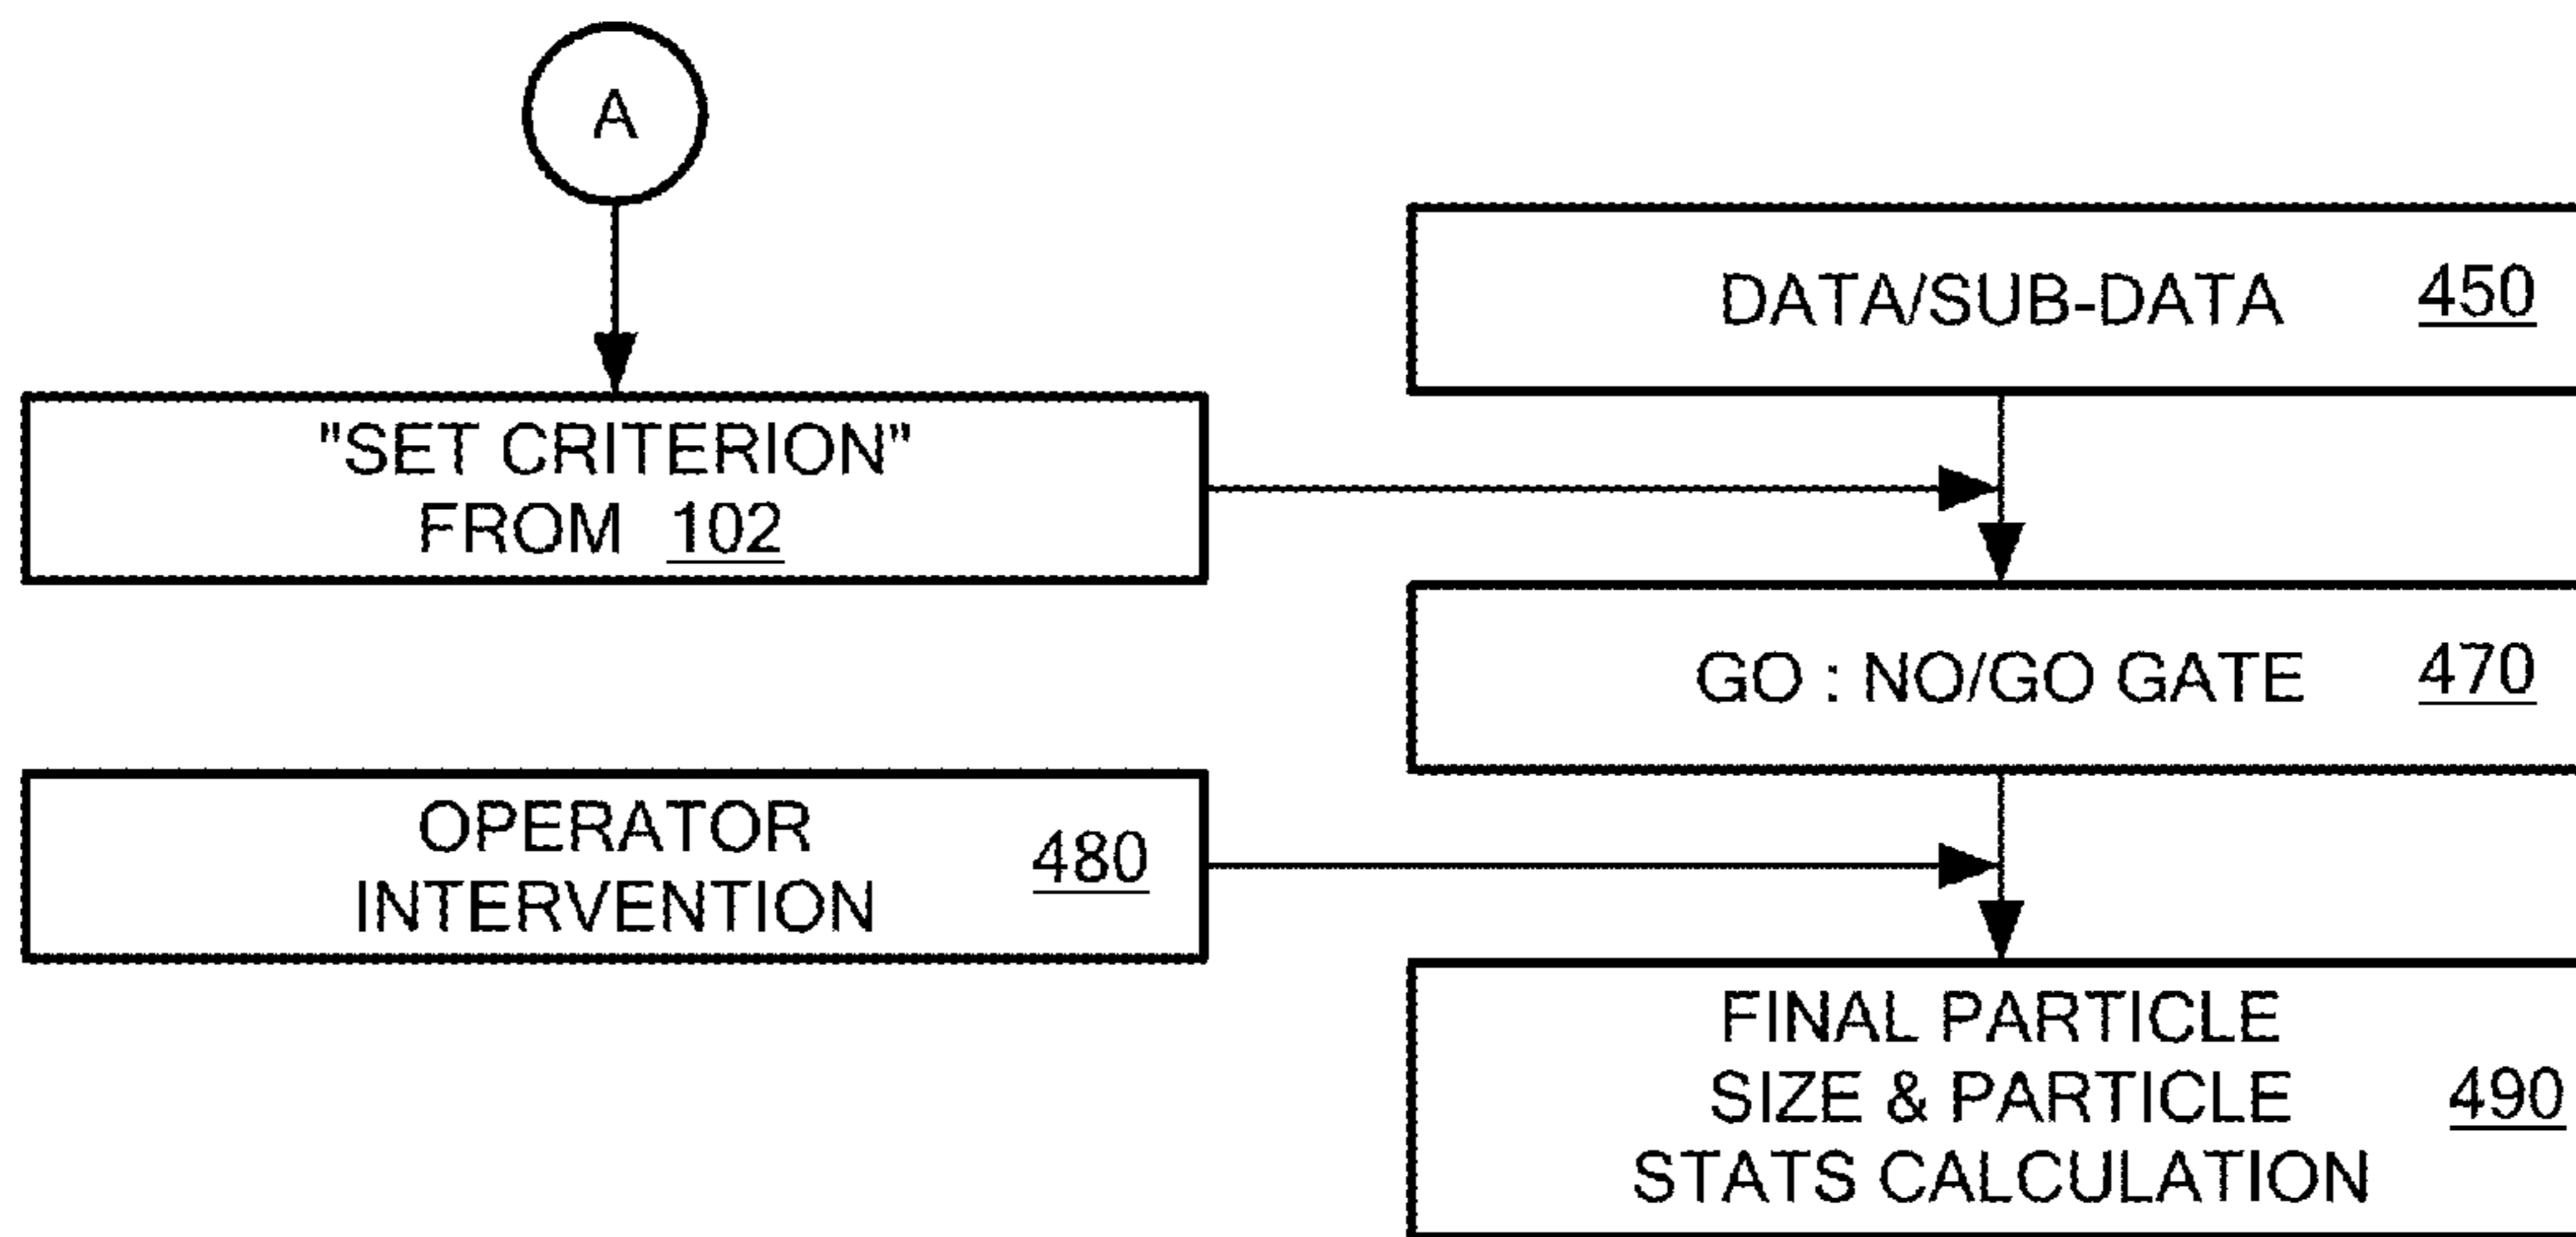 A
DATA/SUB-DATA 450
"SET CRITERION"
FROM 102
GO : NO/GO GATE 470
OPERATOR
INTERVENTION
480
FINAL PARTICLE
SIZE & PARTICLE
STATS CALCULATION
490